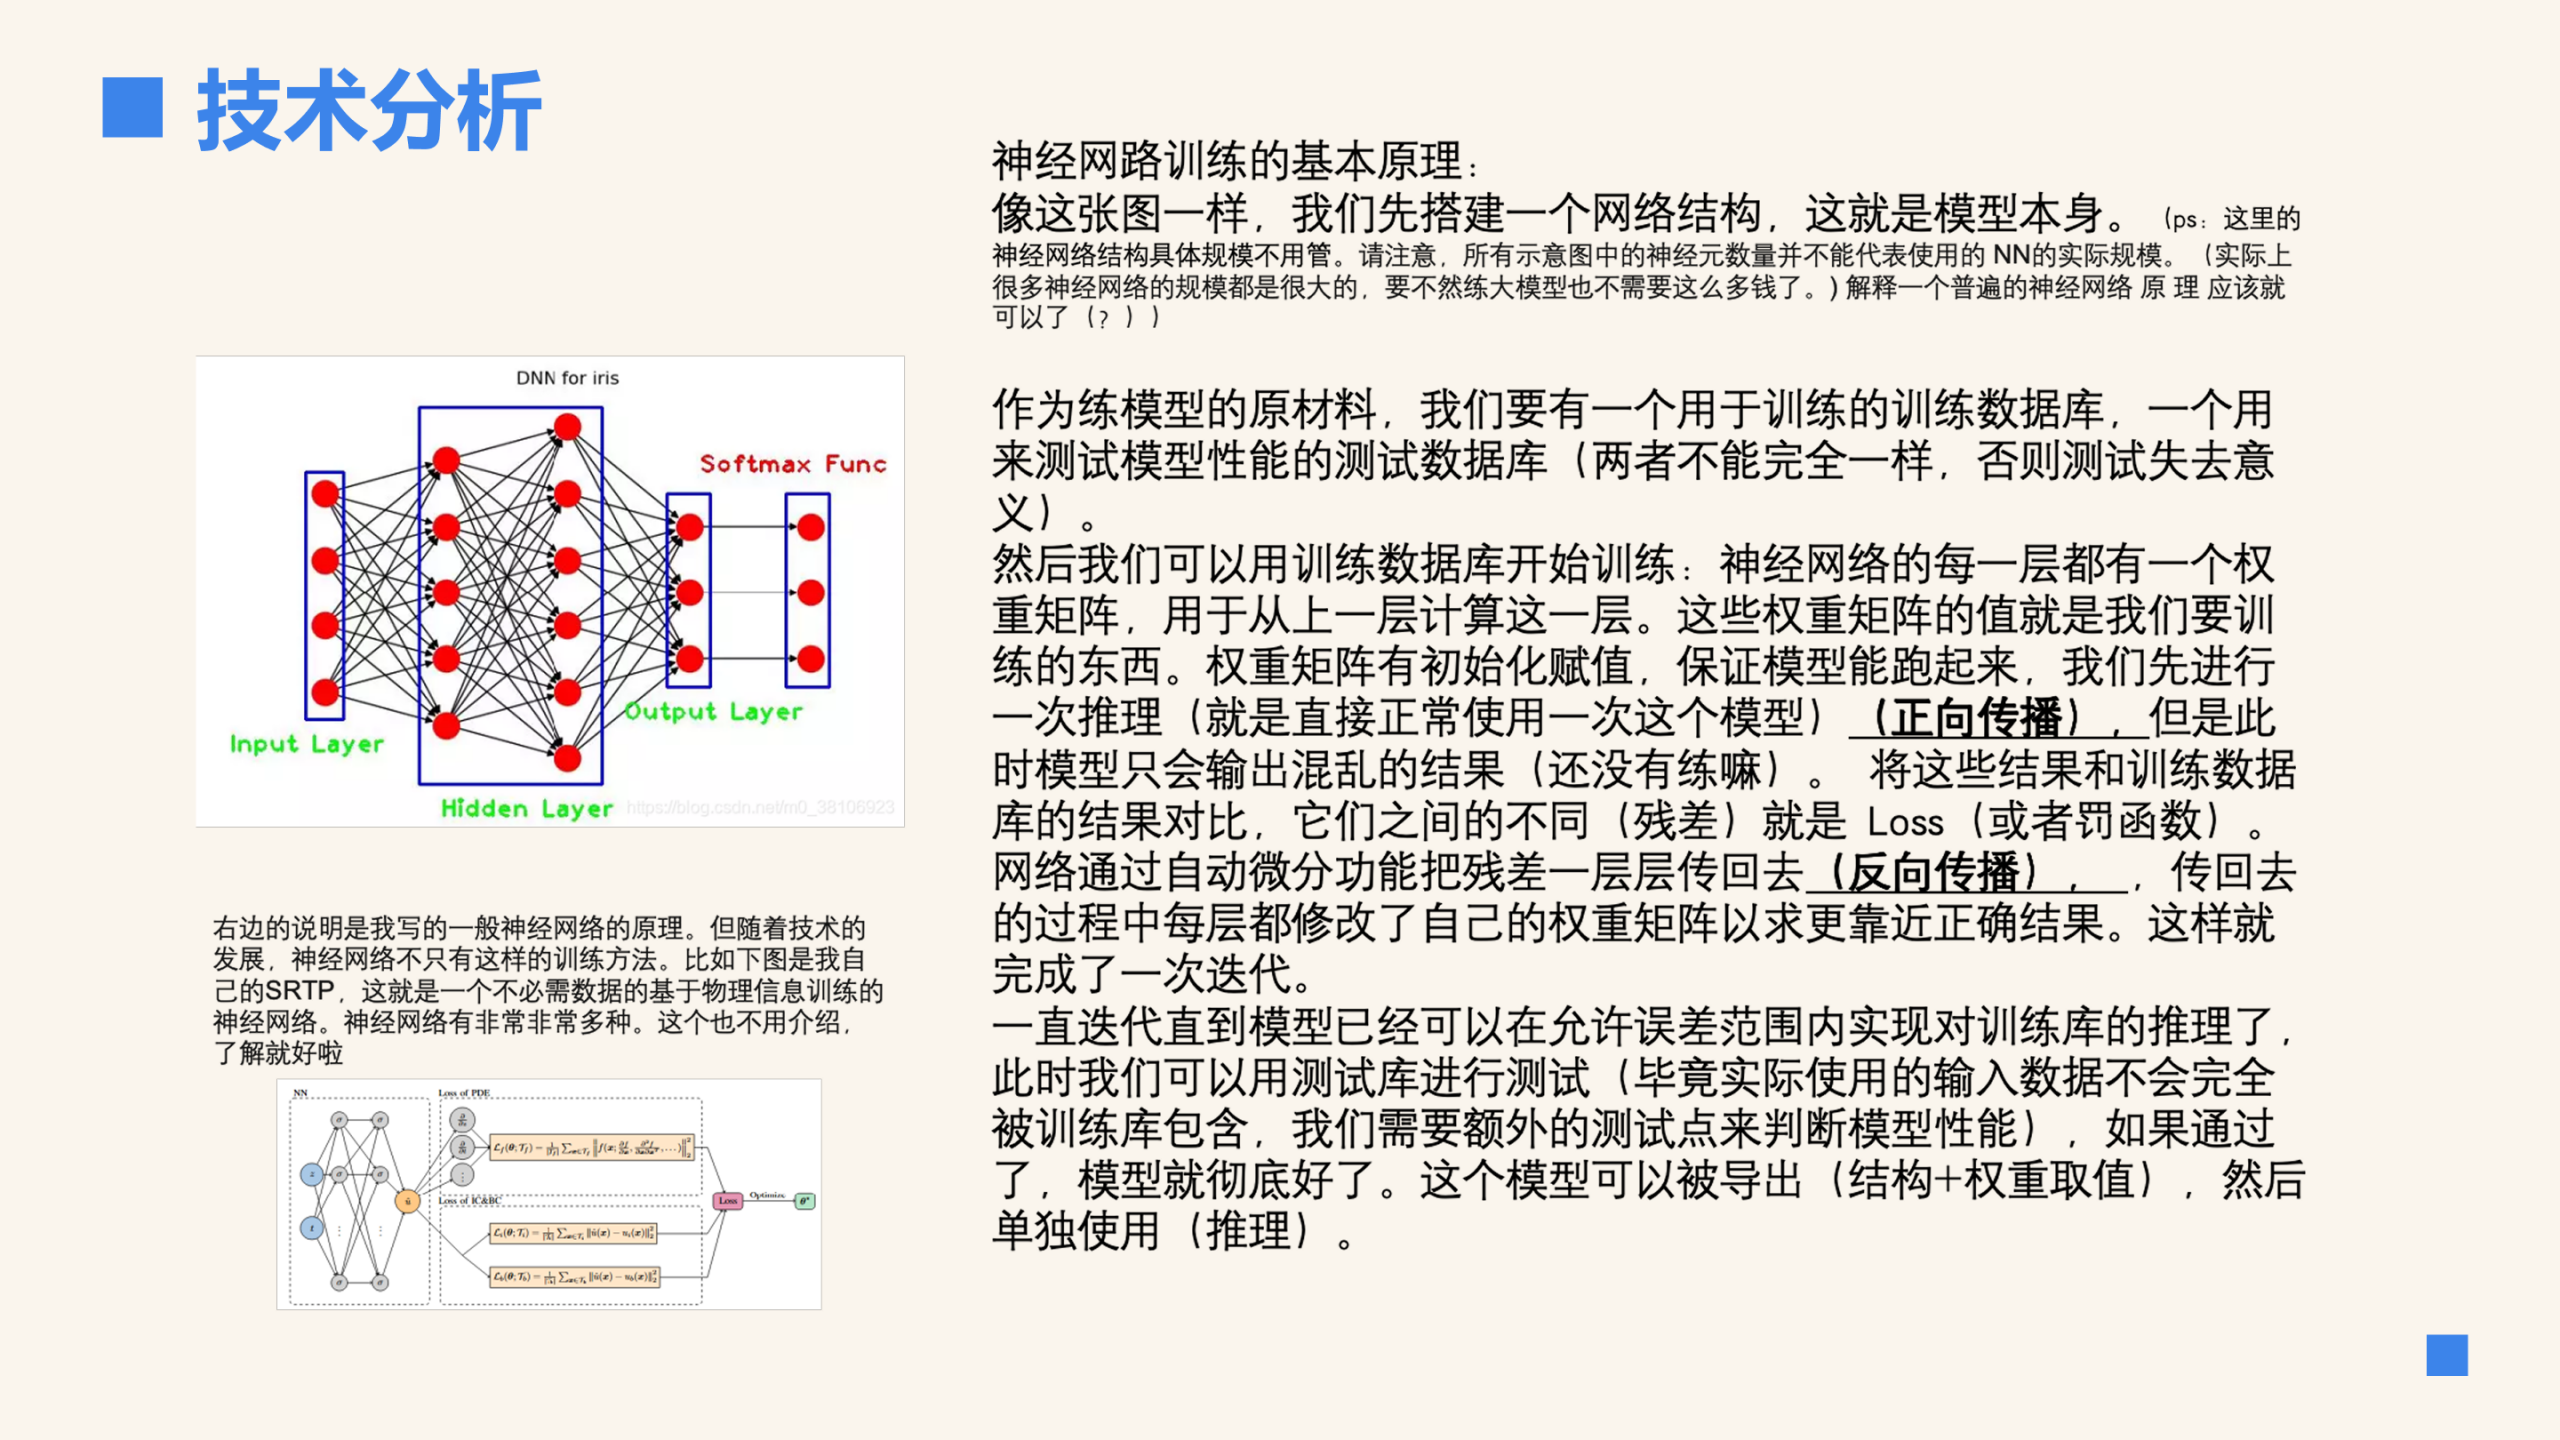 技术分析
神经网路训练的基本原理：
像这张图一样，我们先搭建一个网络结构，这就是模型本身。（ps：这里的
神经网络结构具体规模不用管。请注意，所有示意图中的神经元数量并不能代表使用的 NN的实际规模。（实际上
很多神经网络的规模都是很大的，要不然练大模型也不需要这么多钱了。) 解释一个普遍的神经网络 原 理 应该就
可以了（？））
作为练模型的原材料，我们要有一个用于训练的训练数据库，一个用
来测试模型性能的测试数据库（两者不能完全一样，否则测试失去意
义）。
然后我们可以用训练数据库开始训练：神经网络的每一层都有一个权
重矩阵，用于从上一层计算这一层。这些权重矩阵的值就是我们要训
练的东西。权重矩阵有初始化赋值，保证模型能跑起来，我们先进行
一次推理（就是直接正常使用一次这个模型）（正向传播），但是此
时模型只会输出混乱的结果（还没有练嘛）。 将这些结果和训练数据
库的结果对比，它们之间的不同（残差）就是 Loss（或者罚函数）。
网络通过自动微分功能把残差一层层传回去（反向传播），，传回去
的过程中每层都修改了自己的权重矩阵以求更靠近正确结果。这样就
完成了一次迭代。
一直迭代直到模型已经可以在允许误差范围内实现对训练库的推理了，
此时我们可以用测试库进行测试（毕竟实际使用的输入数据不会完全
被训练库包含，我们需要额外的测试点来判断模型性能），如果通过
了，模型就彻底好了。这个模型可以被导出（结构+权重取值），然后
单独使用（推理）。
DNN for iris
Softmax Func
Output Layer
Input Layer
Hidden Layer
https://blog.csdn.net/m0_38106923
右边的说明是我写的一般神经网络的原理。但随着技术的
发展，神经网络不只有这样的训练方法。比如下图是我自
己的SRTP，这就是一个不必需数据的基于物理信息训练的
神经网络。神经网络有非常非常多种。这个也不用介绍，
了解就好啦
NN
Loss of PDE
Loss of IC&BC
Loss
Optimize
θ*